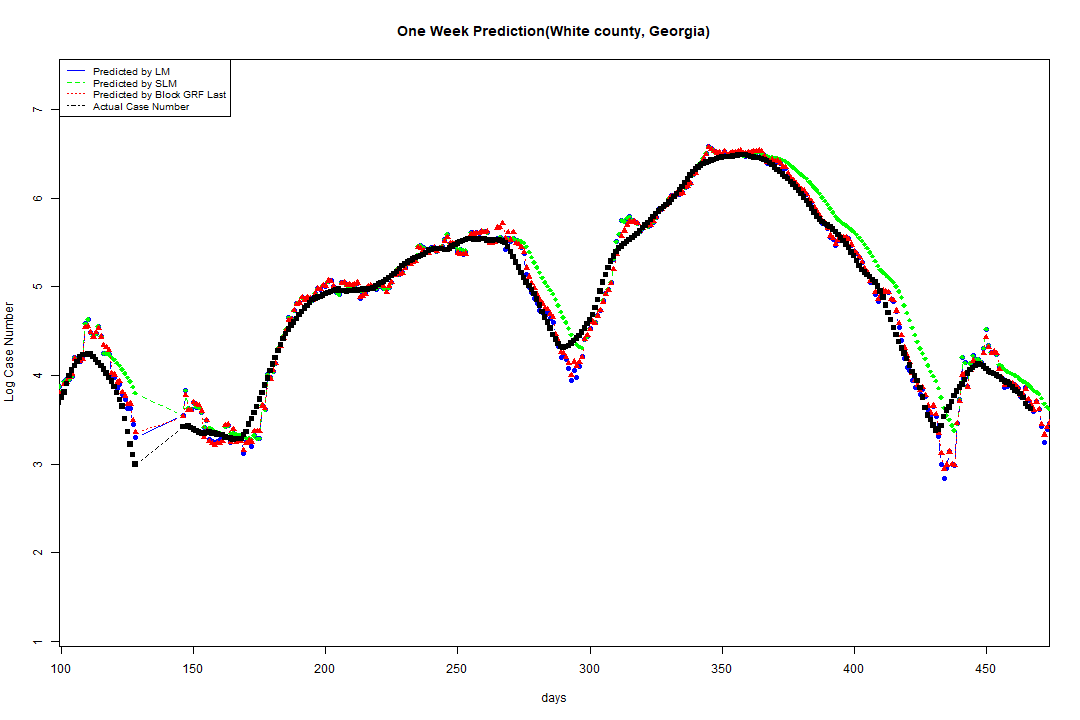 One Week Prediction(White county, Georgia)
Predicted by LM
Predicted by SLM
Predicted by Block GRF Last
Actual Case Number
7
6
5
4
3
2
1
Log Case Number
100 150 200 250 300 350 400 450
days